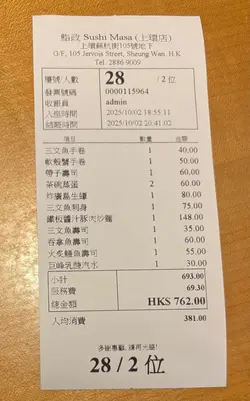 鮨政 Sushi Masa (上環店)
上環蘇杭街105號地下
G/F, 105 Jervois Street, Sheung Wan. H.K
Tel. 2886 9009
檯號/人數 28 / 2 位
發票號碼 0000115964
收銀員 admin
入座時間 2025/10/02 18:55:11
結賬時間 2025/10/02 20:41:02
項目 數量 金額
三文魚手卷 1 40.00
軟殼蟹手卷 1 50.00
帶子壽司 1 60.00
茶碗蒸蛋 2 60.00
炸廣島生蠔 1 80.00
三文魚刺身 1 75.00
鐵板醬汁豚肉炒麵 1 148.00
三文魚壽司 1 35.00
吞拿魚壽司 1 60.00
火炙鰻魚壽司 1 55.00
巨峰乳酸汽水 1 30.00
小計 693.00
服務費 69.30
總金額 HK$ 762.00
人均消費 381.00
多謝惠顧, 請再光臨!
28 / 2 位